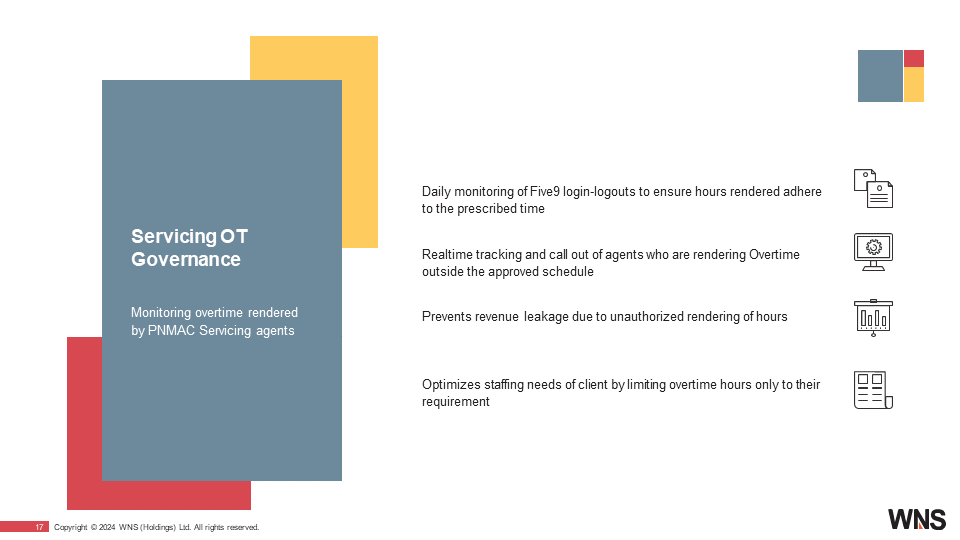 Servicing OT
Governance
Monitoring overtime rendered
by PNMAC Servicing agents
Daily monitoring of Five9 login-logouts to ensure hours rendered adhere
to the prescribed time
Realtime tracking and call out of agents who are rendering Overtime
outside the approved schedule
Prevents revenue leakage due to unauthorized rendering of hours
Optimizes staffing needs of client by limiting overtime hours only to their
requirement
17
Copyright © 2024 WNS (Holdings) Ltd. All rights reserved.
WNS